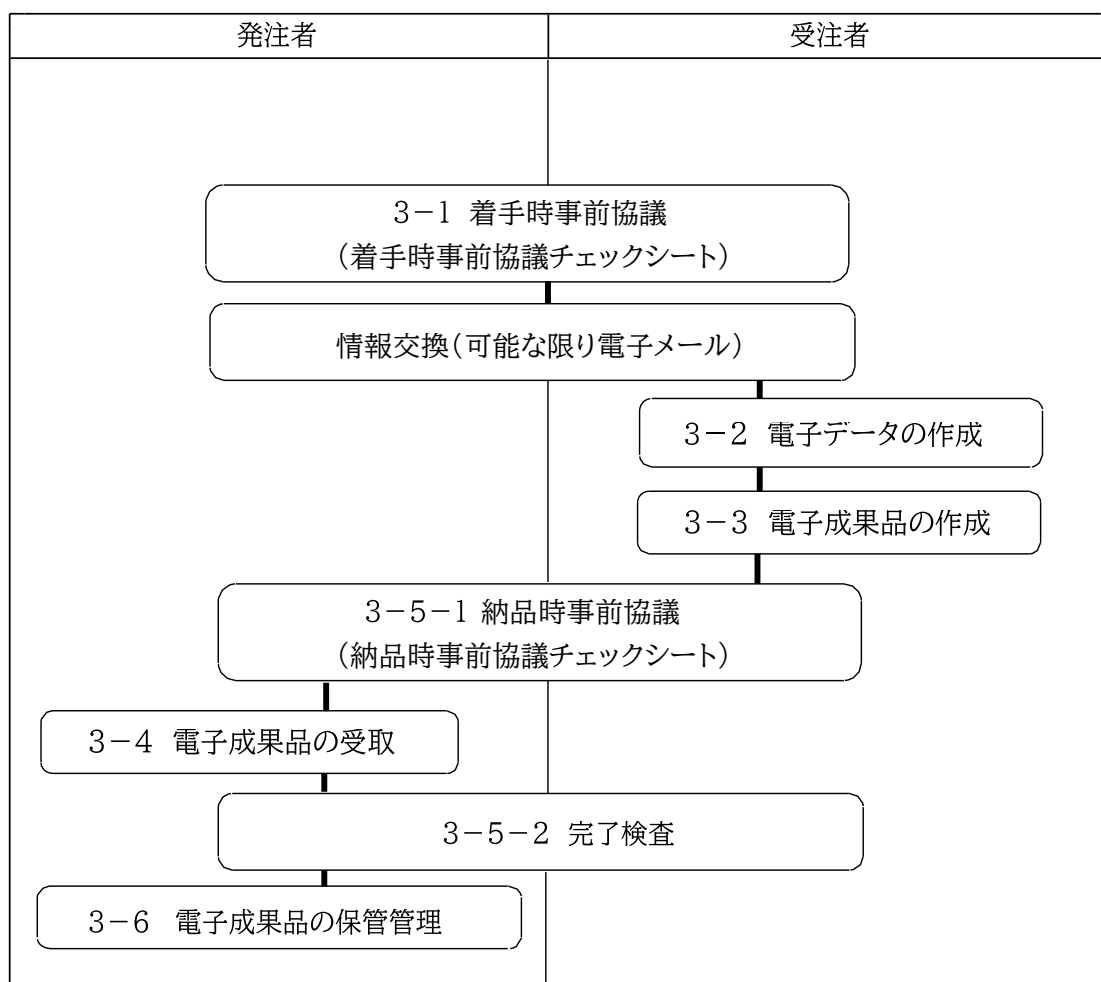 発注者
受注者
3－1 着手時事前協議
（着手時事前協議チェックシート）
情報交換（可能な限り電子メール）
3－2 電子データの作成
3－3 電子成果品の作成
3－5－1 納品時事前協議
（納品時事前協議チェックシート）
3－4 電子成果品の受取
3－5－2 完了検査
3－6 電子成果品の保管管理